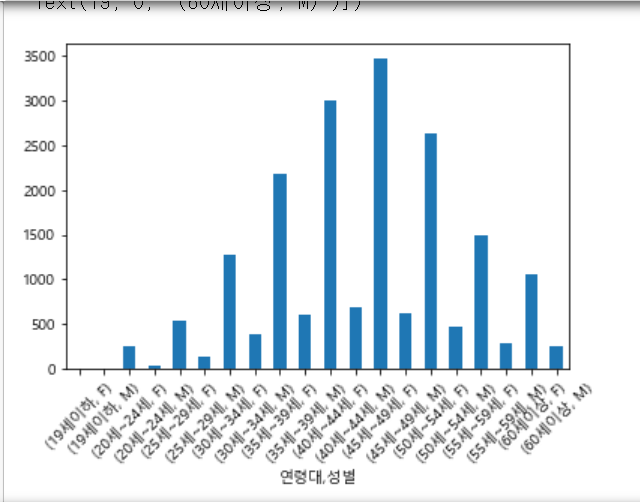 Text(19, 0, '(60세이상, M)')])
3500
3000
2500
2000
1500
1000
500
0
(19세이하, F)
(19세이하, M)
(20세~24세, F)
(20세~24세, M)
(25세~29세, F)
(25세~29세, M)
(30세~34세, F)
(30세~34세, M)
(35세~39세, F)
(35세~39세, M)
(40세~44세, F)
(40세~44세, M)
(45세~49세, F)
(45세~49세, M)
(50세~54세, F)
(50세~54세, M)
(55세~59세, F)
(55세~59세, M)
(60세이상, F)
(60세이상, M)
연령대,성별